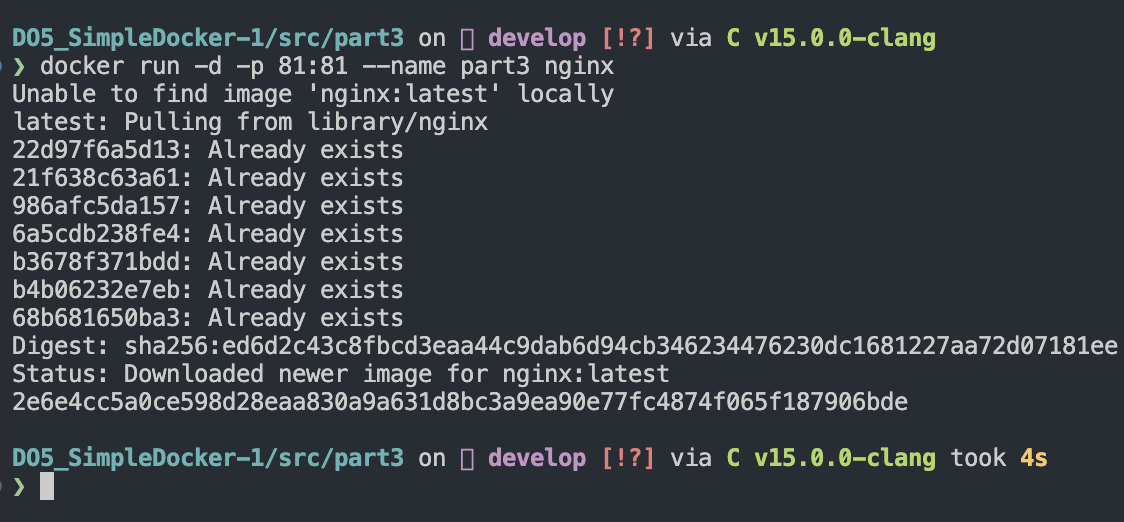 DO5_SimpleDocker-1/src/part3 on develop [!?] via C v15.0.0-clang
❯ docker run -d -p 81:81 --name part3 nginx
Unable to find image 'nginx:latest' locally
latest: Pulling from library/nginx
22d97f6a5d13: Already exists
21f638c63a61: Already exists
986afc5da157: Already exists
6a5cdb238fe4: Already exists
b3678f371bdd: Already exists
b4b06232e7eb: Already exists
68b681650ba3: Already exists
Digest: sha256:ed6d2c43c8fbcd3eaa44c9dab6d94cb346234476230dc1681227aa72d07181ee
Status: Downloaded newer image for nginx:latest
2e6e4cc5a0ce598d28eaa830a9a631d8bc3a9ea90e77fc4874f065f187906bde
DO5_SimpleDocker-1/src/part3 on develop [!?] via C v15.0.0-clang took 4s
❯